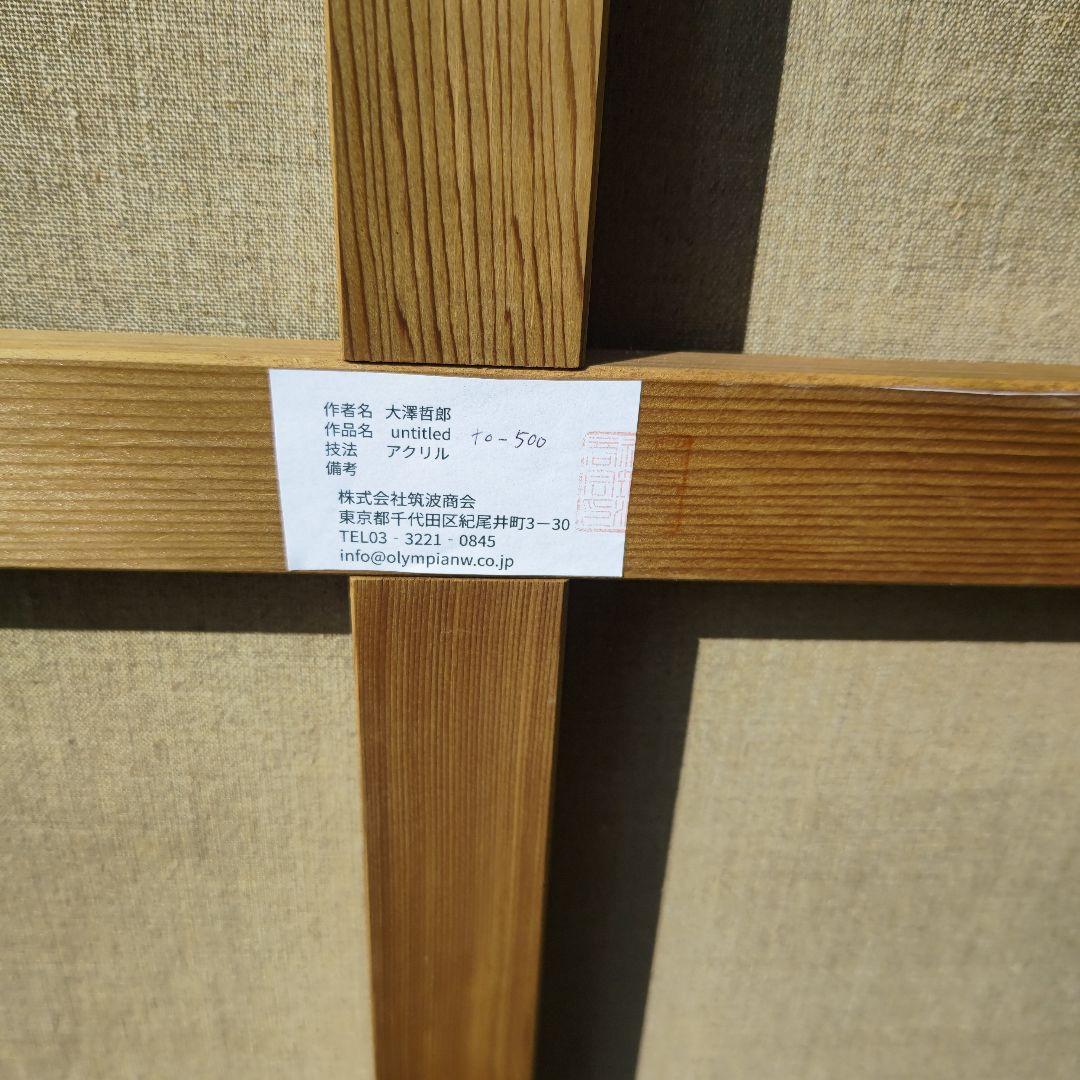 作者名 大澤哲郎
作品名 untitled to-500
技法 アクリル
備考
株式会社筑波商会
東京都千代田区紀尾井町3－30
TEL03‐3221‐0845
info@olympianw.co.jp